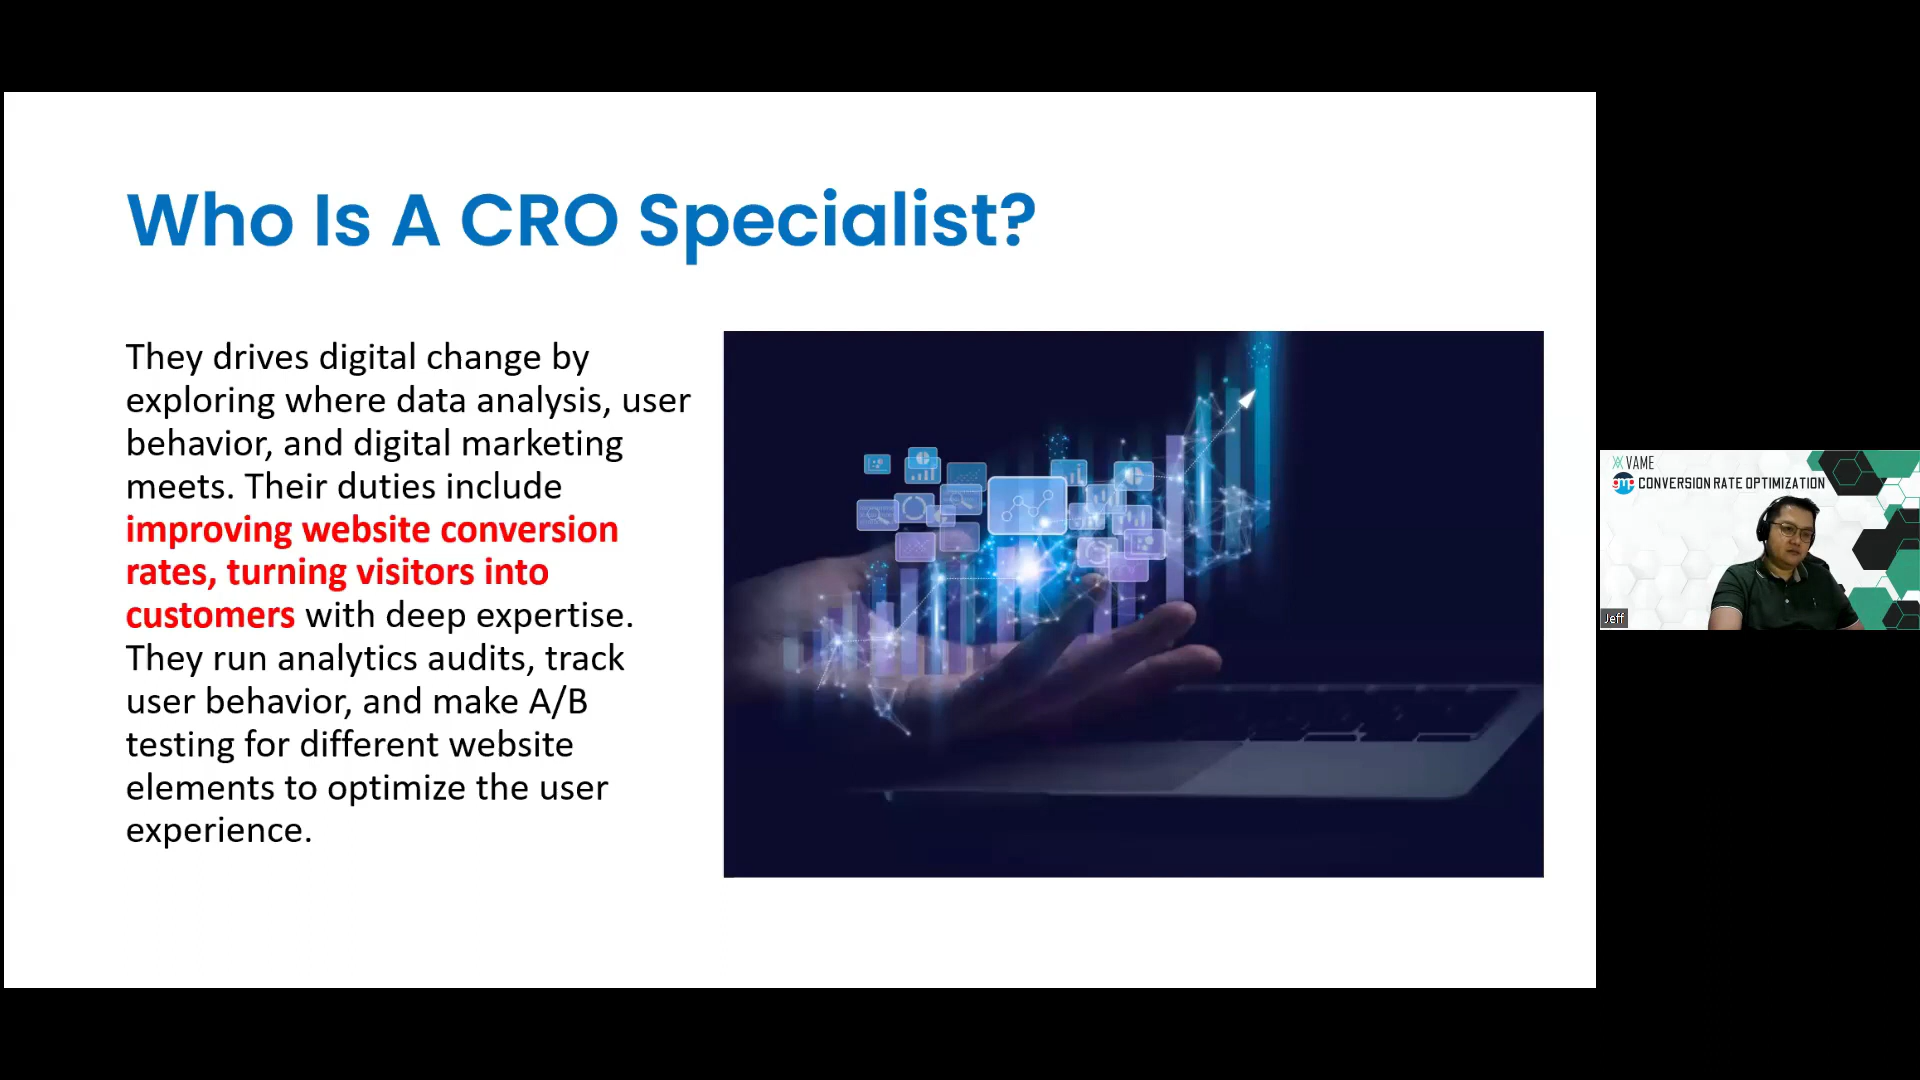 Who Is A CRO Specialist?
They drives digital change by
exploring where data analysis, user
behavior, and digital marketing
meets. Their duties include
improving website conversion
rates, turning visitors into
customers with deep expertise.
They run analytics audits, track
user behavior, and make A/B
testing for different website
elements to optimize the user
experience.
VAME
gmp CONVERSION RATE OPTIMIZATION
Jeff